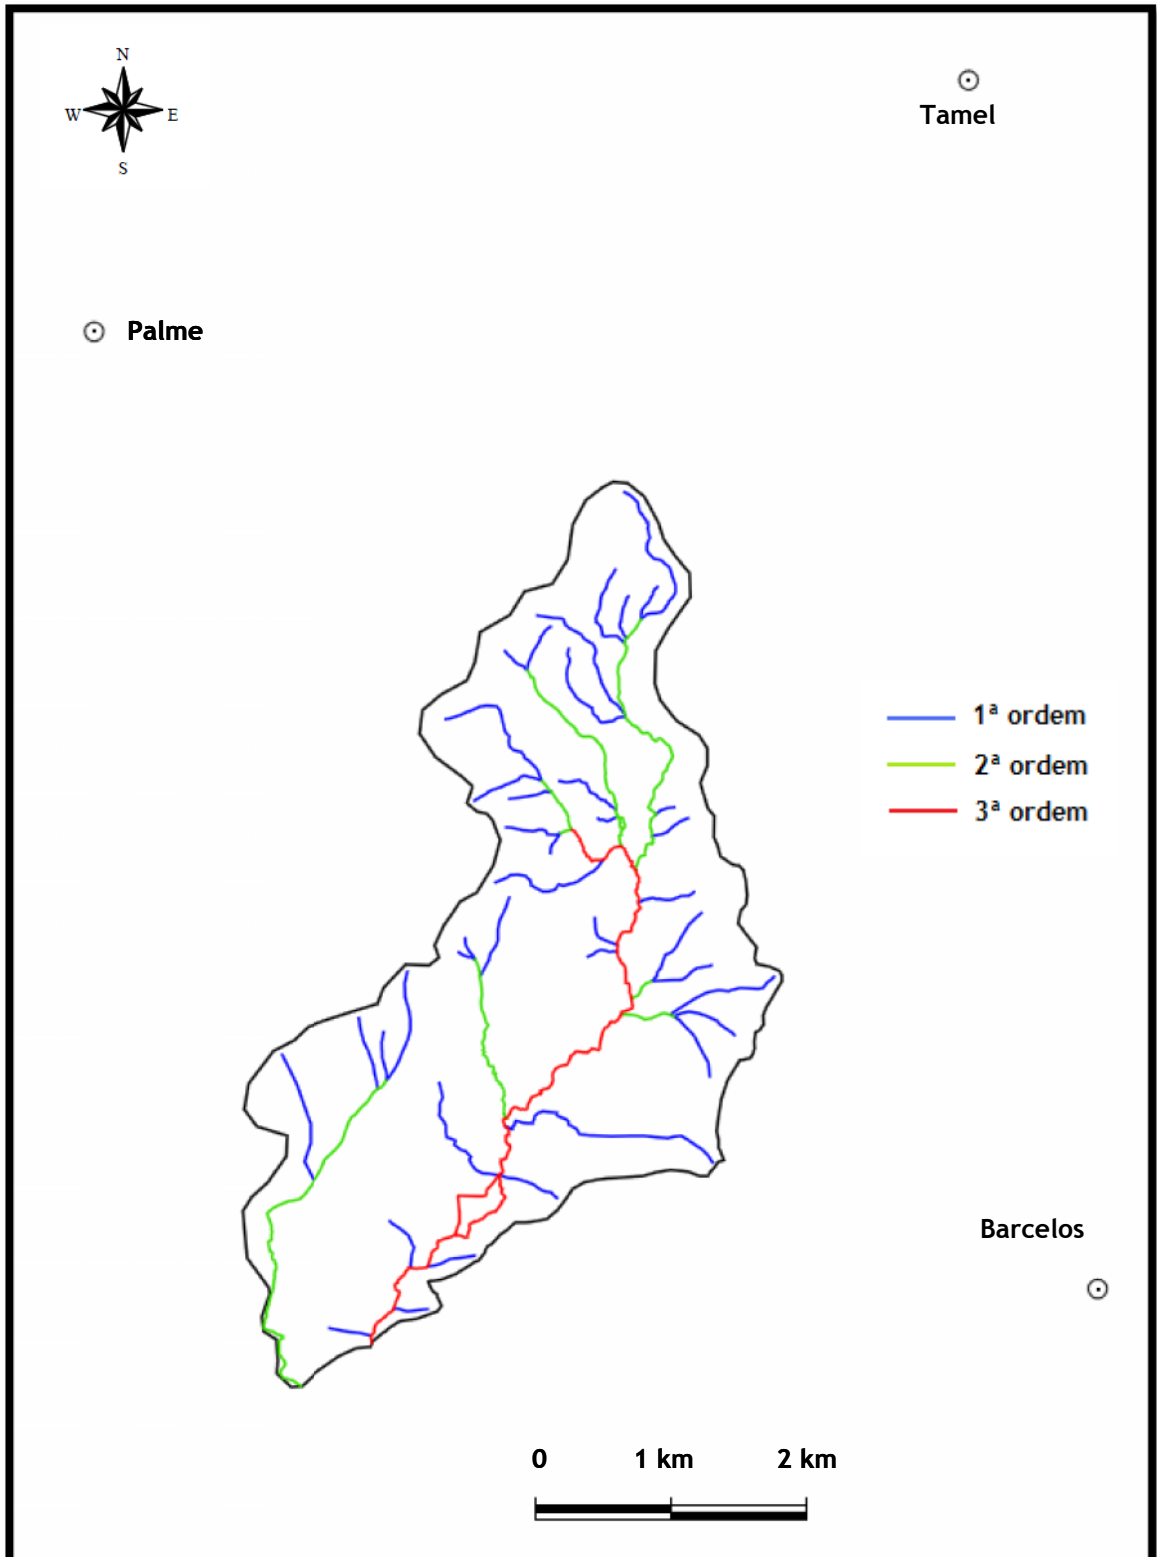 N
W E
S
Tamel
Palme
1ª ordem
2ª ordem
3ª ordem
Barcelos
0 1 km 2 km